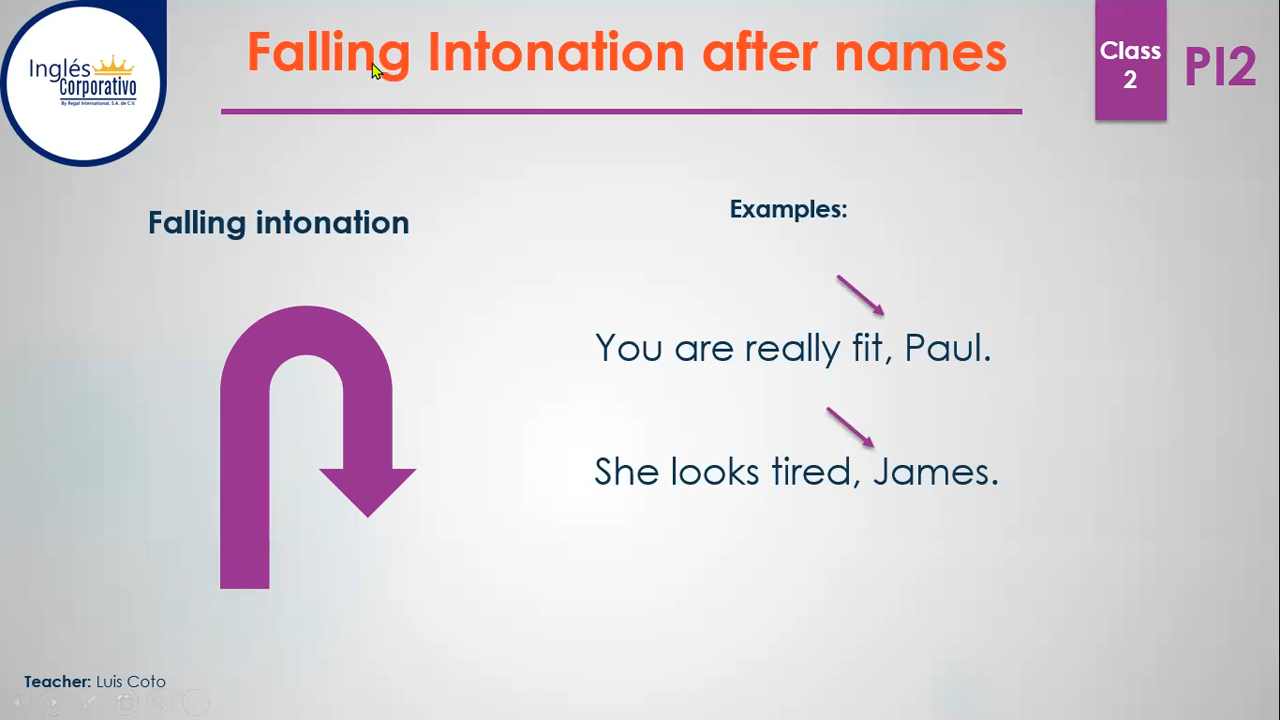 Inglés
Corporativo
By Regal International, S.A. de C.V.
Falling Intonation after names
Class
2
PI2
Falling intonation
Examples:
You are really fit, Paul.
She looks tired, James.
Teacher: Luis Coto